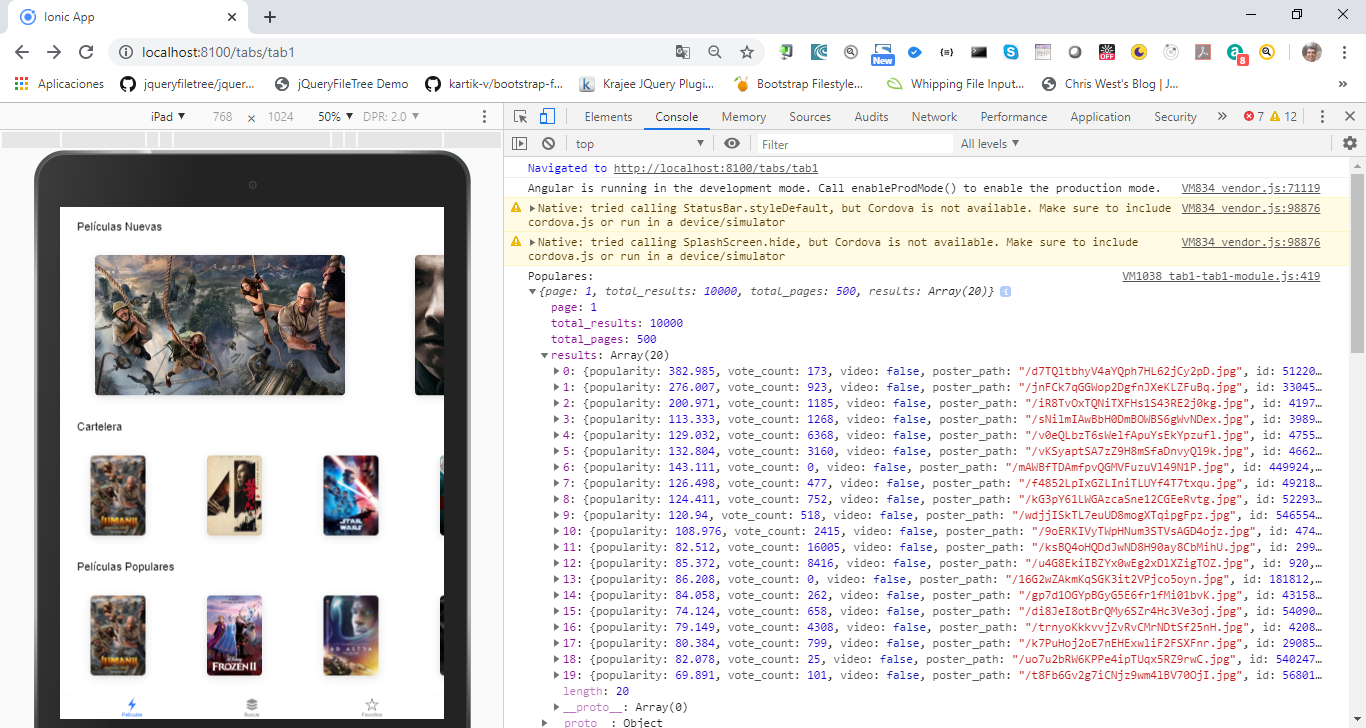 Ionic App
localhost:8100/tabs/tab1
New
OFF
8
Aplicaciones
jqueryfiletree/jquer...
jQueryFileTree Demo
kartik-v/bootstrap-f...
Krajee JQuery Plugi...
Bootstrap Filestyle...
Whipping File Input...
Chris West's Blog | J...
iPad ▼ 768 × 1024 50% ▼ DPR: 2.0 ▼
Elements Console Memory Sources Audits Network Performance Application Security » 7 12
top ▼ Filter All levels ▼
Películas Nuevas
Cartelera
JUMANJI
STAR WARS
Películas Populares
JUMANJI
Disney
FROZEN II
AD ASTRA
Películas
Buscar
Favoritos
Navigated to http://localhost:8100/tabs/tab1
Angular is running in the development mode. Call enableProdMode() to enable the production mode. VM834 vendor.js:71119
Native: tried calling StatusBar.styleDefault, but Cordova is not available. Make sure to include VM834 vendor.js:98876
cordova.js or run in a device/simulator
Native: tried calling SplashScreen.hide, but Cordova is not available. Make sure to include VM834 vendor.js:98876
cordova.js or run in a device/simulator
Populares: VM1038 tab1-tab1-module.js:419
{page: 1, total_results: 10000, total_pages: 500, results: Array(20)}
page: 1
total_results: 10000
total_pages: 500
results: Array(20)
0: {popularity: 382.985, vote_count: 173, video: false, poster_path: "/d7TQltbhyV4aYQph7HL62jCy2pD.jpg", id: 51220…
1: {popularity: 276.007, vote_count: 923, video: false, poster_path: "/jnFCk7qGGWop2DgfnJXeKLZFuBq.jpg", id: 33045…
2: {popularity: 200.971, vote_count: 1185, video: false, poster_path: "/iR8TvOxTQNiTXFHs1S43RE2j0kg.jpg", id: 4197…
3: {popularity: 113.333, vote_count: 1268, video: false, poster_path: "/sNilmIAwBbH0DmBOWBS6gWvNDex.jpg", id: 3989…
4: {popularity: 129.032, vote_count: 6368, video: false, poster_path: "/v0eQLbzT6sWelfApuYsEkYpzufl.jpg", id: 4755…
5: {popularity: 132.804, vote_count: 3160, video: false, poster_path: "/vKSyaptSA7zZ9H8mSfaDnvyQl9k.jpg", id: 4662…
6: {popularity: 143.111, vote_count: 0, video: false, poster_path: "/mAWBfTDAmfpvQGMVFuzuVl49N1P.jpg", id: 449924,…
7: {popularity: 126.498, vote_count: 477, video: false, poster_path: "/f4852LpIxGZLIniTLUYf4T7txqu.jpg", id: 49218…
8: {popularity: 124.411, vote_count: 752, video: false, poster_path: "/kG3pY61LWGAzcaSne12CGEeRvtg.jpg", id: 52293…
9: {popularity: 120.94, vote_count: 518, video: false, poster_path: "/wdjjISkTL7euUD8mogXTqipgFpz.jpg", id: 546554…
10: {popularity: 108.976, vote_count: 2415, video: false, poster_path: "/9oERKIVyTWpHNum3STVsAGD4ojz.jpg", id: 474…
11: {popularity: 82.512, vote_count: 16005, video: false, poster_path: "/ksBQ4oHQDdJwND8H90ay8CbMihU.jpg", id: 299…
12: {popularity: 85.372, vote_count: 8416, video: false, poster_path: "/u4G8EkiIBZYx0wEg2xDlXZigTOZ.jpg", id: 920,…
13: {popularity: 86.208, vote_count: 0, video: false, poster_path: "/16G2wZAkmKqSGK3it2VPjco5oyn.jpg", id: 181812,…
14: {popularity: 84.058, vote_count: 262, video: false, poster_path: "/gp7d1OGYpBGyG5E6fr1fMi01bvK.jpg", id: 43158…
15: {popularity: 74.124, vote_count: 658, video: false, poster_path: "/di8JeI8otBrQMy6SZr4Hc3Ve3oj.jpg", id: 54090…
16: {popularity: 79.149, vote_count: 4308, video: false, poster_path: "/trnyoKkkvvjZvRvCMrNDtSf25nH.jpg", id: 4208…
17: {popularity: 80.384, vote_count: 799, video: false, poster_path: "/k7PuHoj2oE7nEHExwliF2FSXFnr.jpg", id: 29085…
18: {popularity: 82.078, vote_count: 25, video: false, poster_path: "/uo7u2bRW6KPPe4ipTUqx5RZ9rwC.jpg", id: 540247…
19: {popularity: 69.891, vote_count: 101, video: false, poster_path: "/t8Fb6Gv2g7iCNjz9wm4lBV70OjI.jpg", id: 56801…
length: 20
__proto__: Array(0)
__proto__: Object